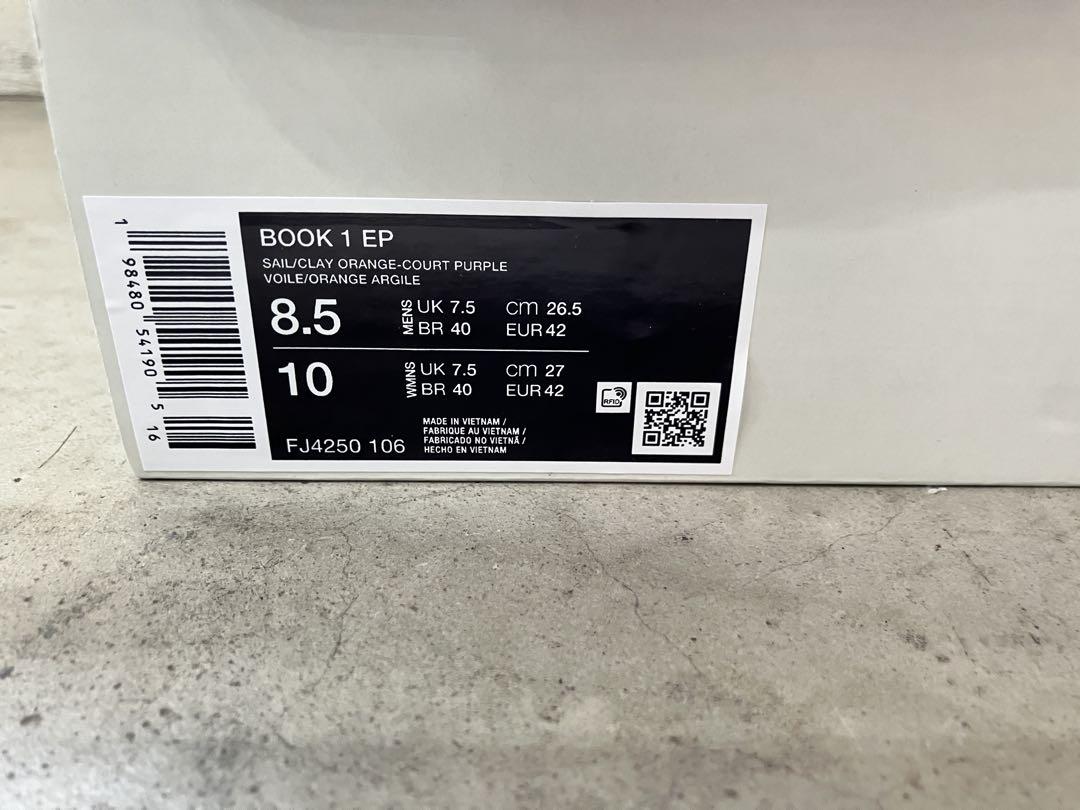 BOOK 1 EP
SAIL/CLAY ORANGE-COURT PURPLE
VOILE/ORANGE ARGILE
8.5 MENS UK 7.5 cm 26.5
BR 40 EUR 42
10 WMNS UK 7.5 cm 27
BR 40 EUR 42
FJ4250 106
MADE IN VIETNAM /
FABRIQUE AU VIETNAM /
FABRICADO NO VIETNÃ /
HECHO EN VIETNAM
RFID
1 98480 54190 5 16